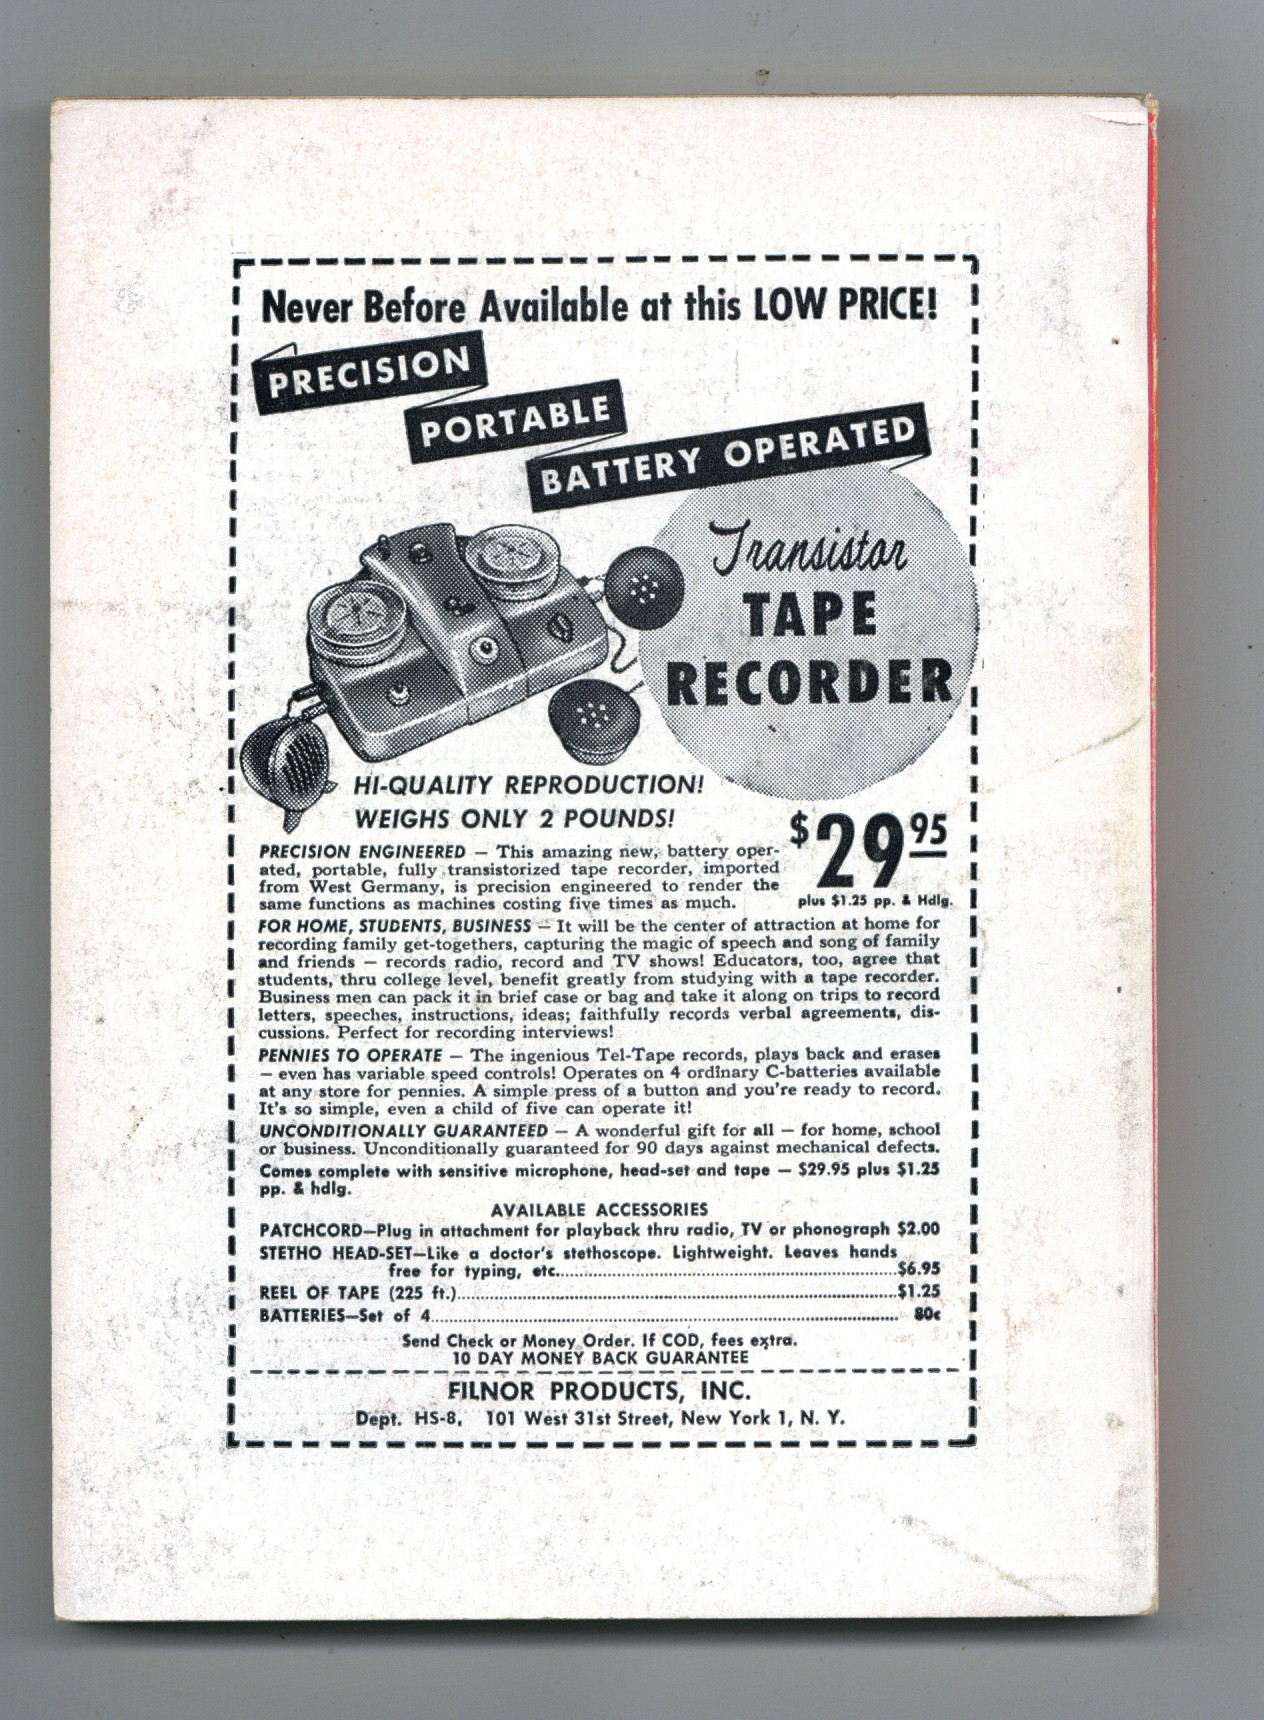 Never Before Available at this LOW PRICE!
PRECISION
PORTABLE
BATTERY OPERATED
Transistor
TAPE
RECORDER
HI-QUALITY REPRODUCTION!
WEIGHS ONLY 2 POUNDS!
$29 95
plus $1.25 pp. & Hdlg.
PRECISION ENGINEERED — This amazing new, battery oper-
ated, portable, fully transistorized tape recorder, imported
from West Germany, is precision engineered to render the
same functions as machines costing five times as much.
FOR HOME, STUDENTS, BUSINESS — It will be the center of attraction at home for
recording family get-togethers, capturing the magic of speech and song of family
and friends — records radio, record and TV shows! Educators, too, agree that
students, thru college level, benefit greatly from studying with a tape recorder.
Business men can pack it in brief case or bag and take it along on trips to record
letters, speeches, instructions, ideas; faithfully records verbal agreements, dis-
cussions. Perfect for recording interviews!
PENNIES TO OPERATE — The ingenious Tel-Tape records, plays back and erases
— even has variable speed controls! Operates on 4 ordinary C-batteries available
at any store for pennies. A simple press of a button and you're ready to record.
It's so simple, even a child of five can operate it!
UNCONDITIONALLY GUARANTEED — A wonderful gift for all — for home, school
or business. Unconditionally guaranteed for 90 days against mechanical defects.
Comes complete with sensitive microphone, head-set and tape — $29.95 plus $1.25
pp. & hdlg.
AVAILABLE ACCESSORIES
PATCHCORD—Plug in attachment for playback thru radio, TV or phonograph $2.00
STETHO HEAD-SET—Like a doctor's stethoscope. Lightweight. Leaves hands
free for typing, etc. $6.95
REEL OF TAPE (225 ft.) $1.25
BATTERIES—Set of 4 80¢
Send Check or Money Order. If COD, fees extra.
10 DAY MONEY BACK GUARANTEE
FILNOR PRODUCTS, INC.
Dept. HS-8, 101 West 31st Street, New York 1, N. Y.